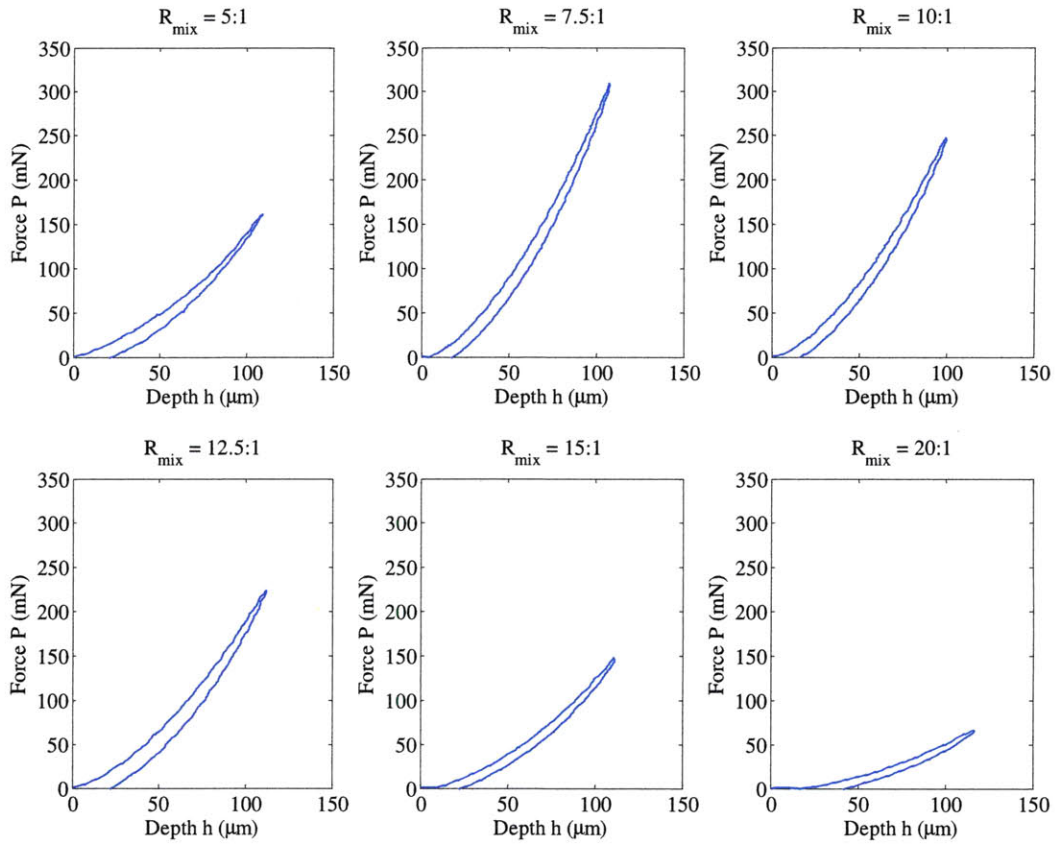 R_mix = 5:1
350
300
250
200
150
100
50
0
Force P (mN)
0 50 100 150
Depth h (μm)
R_mix = 7.5:1
350
300
250
200
150
100
50
0
Force P (mN)
0 50 100 150
Depth h (μm)
R_mix = 10:1
350
300
250
200
150
100
50
0
Force P (mN)
0 50 100 150
Depth h (μm)
R_mix = 12.5:1
350
300
250
200
150
100
50
0
Force P (mN)
0 50 100 150
Depth h (μm)
R_mix = 15:1
350
300
250
200
150
100
50
0
Force P (mN)
0 50 100 150
Depth h (μm)
R_mix = 20:1
350
300
250
200
150
100
50
0
Force P (mN)
0 50 100 150
Depth h (μm)